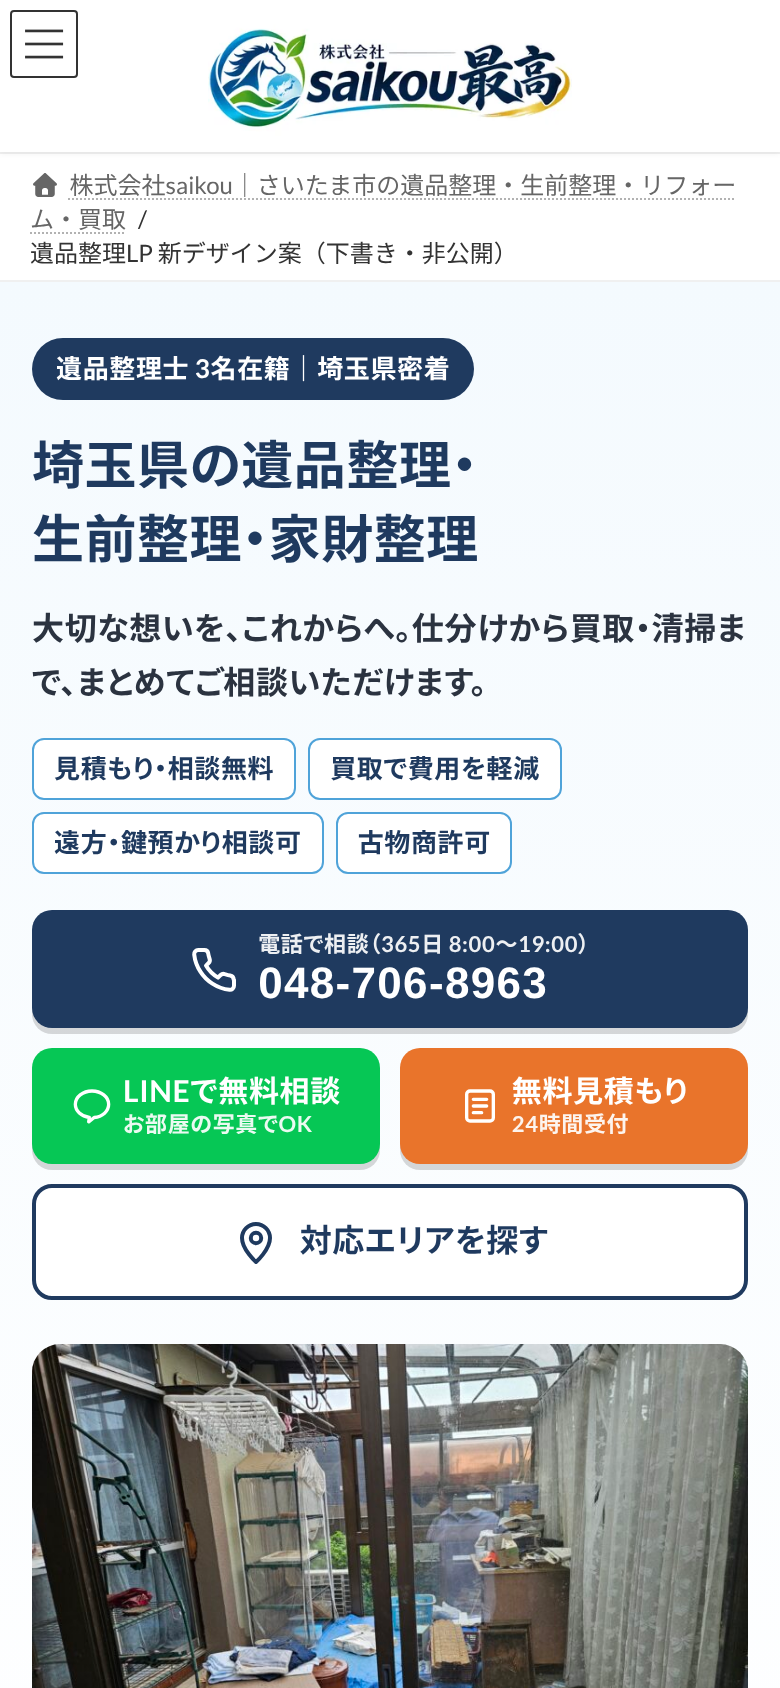 株式会社
saikou最高
株式会社saikou｜さいたま市の遺品整理・生前整理・リフォー
ム・買取 /
遺品整理LP 新デザイン案（下書き・非公開）
遺品整理士 3名在籍｜埼玉県密着
埼玉県の遺品整理・
生前整理・家財整理
大切な想いを、これからへ。仕分けから買取・清掃ま
で、まとめてご相談いただけます。
見積もり・相談無料
買取で費用を軽減
遠方・鍵預かり相談可
古物商許可
電話で相談（365日 8:00〜19:00）
048-706-8963
LINEで無料相談
お部屋の写真でOK
無料見積もり
24時間受付
対応エリアを探す